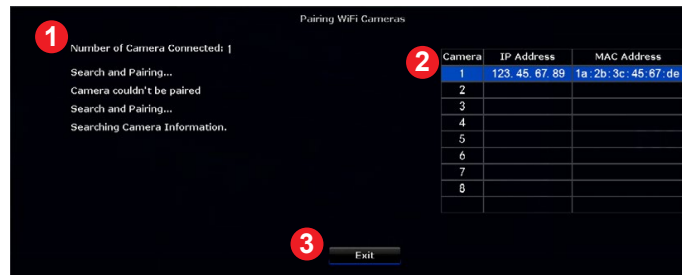 Pairing WiFi Cameras
1
Number of Camera Connected: 1
Search and Pairing...
Camera couldn't be paired
Search and Pairing...
Searching Camera Information.
2
Camera IP Address MAC Address
1 123. 45. 67. 89 1a:2b:3c:45:67:de
2
3
4
5
6
7
8
3
Exit